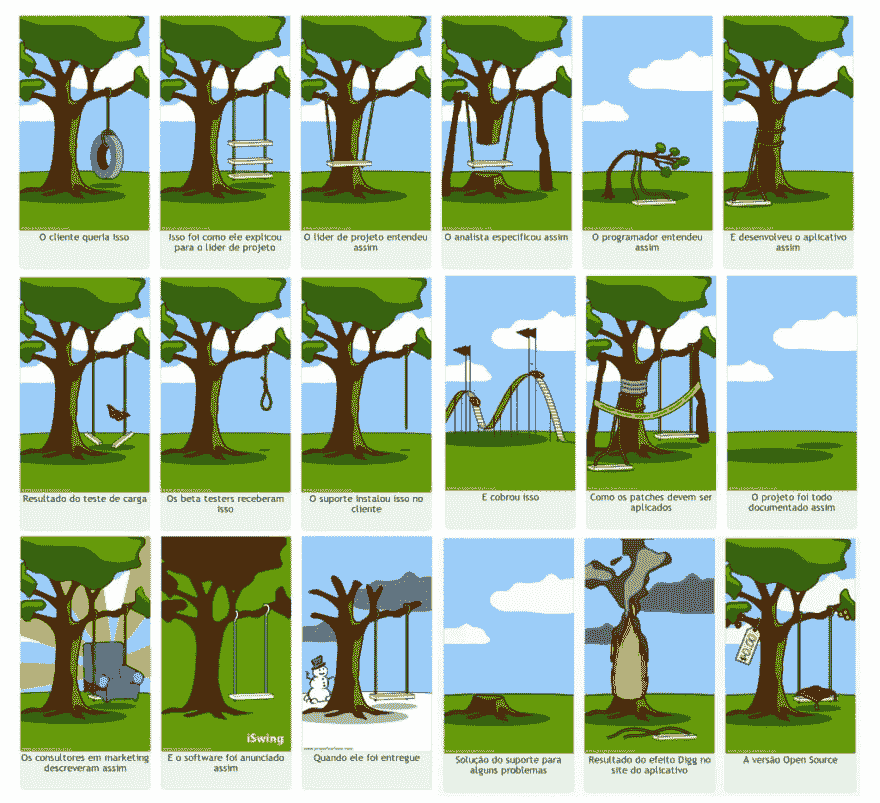 O cliente queria isso
Isso foi como ele explicou
para o lider de projeto
O lider de projeto entendeu
assim
O analista especificou assim
O programador entendeu
assim
E desenvolveu o aplicativo
assim
Resultado do teste de carga
Os beta testers receberam
isso
O suporte instalou isso no
cliente
E cobrou isso
Como os patches devem ser
aplicados
O projeto foi todo
documentado assim
$0.00
iSwing
Os consultores em marketing
descreveram assim
E o software foi anunciado
assim
Quando ele foi entregue
Solução do suporte para
alguns problemas
Resultado do efeito Digg no
site do aplicativo
A versão Open Source